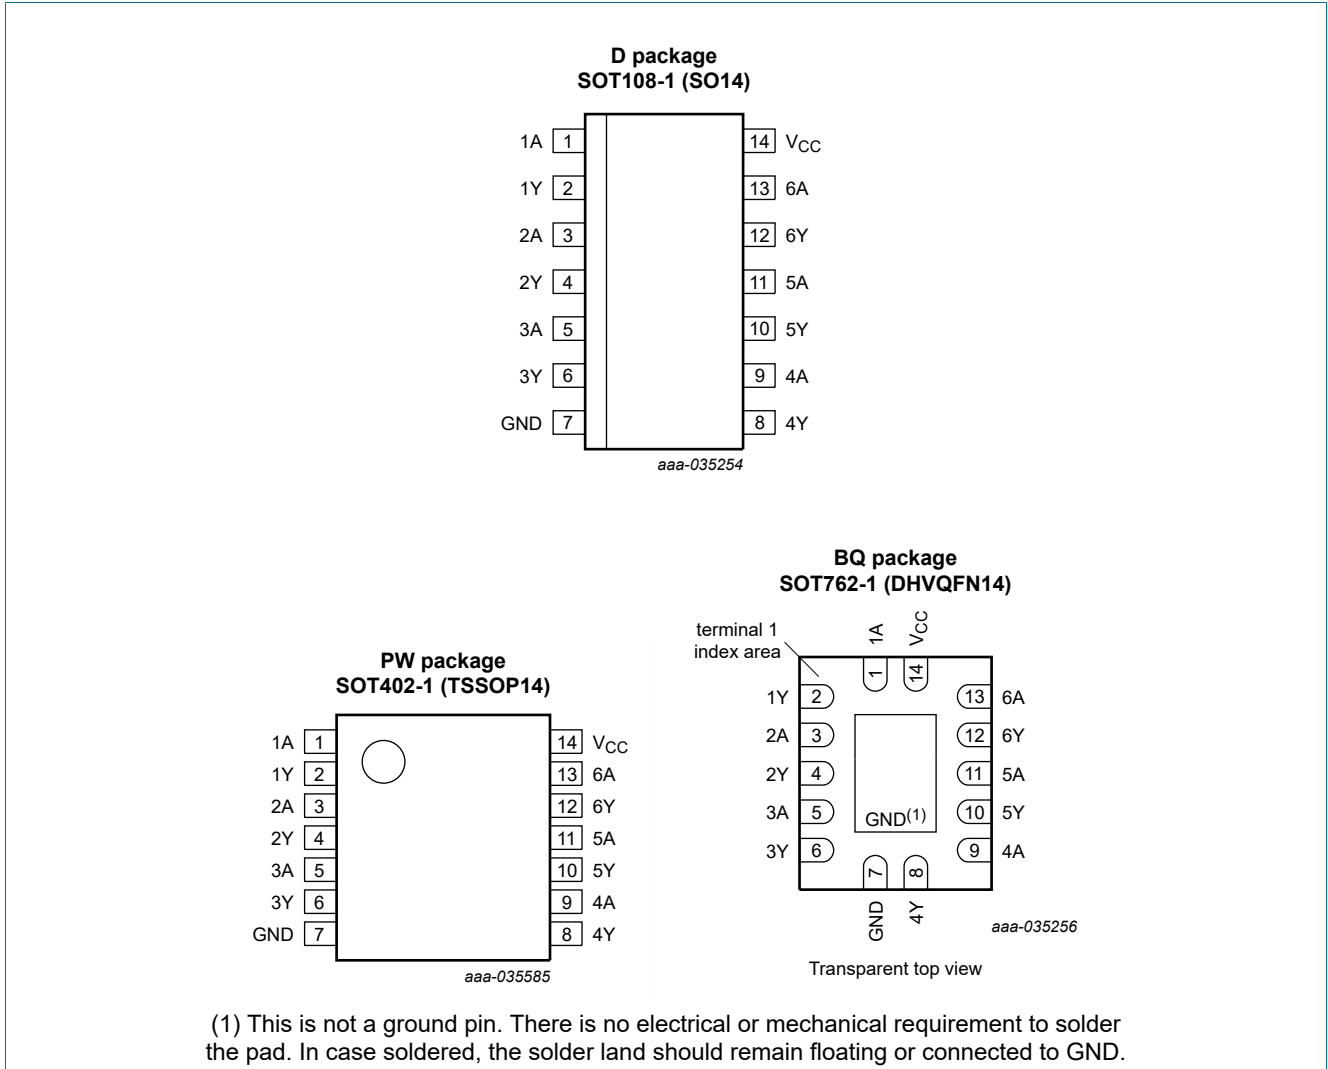 D package
SOT108-1 (SO14)
1A 1 14 VCC
1Y 2 13 6A
2A 3 12 6Y
2Y 4 11 5A
3A 5 10 5Y
3Y 6 9 4A
GND 7 8 4Y
aaa-035254
PW package
SOT402-1 (TSSOP14)
1A 1 14 VCC
1Y 2 13 6A
2A 3 12 6Y
2Y 4 11 5A
3A 5 10 5Y
3Y 6 9 4A
GND 7 8 4Y
aaa-035585
BQ package
SOT762-1 (DHVQFN14)
terminal 1
index area
1A VCC
1 14
1Y 2 13 6A
2A 3 12 6Y
2Y 4 11 5A
3A 5 10 5Y
GND(1)
3Y 6 9 4A
7 8
GND 4Y
aaa-035256
Transparent top view
(1) This is not a ground pin. There is no electrical or mechanical requirement to solder
the pad. In case soldered, the solder land should remain floating or connected to GND.